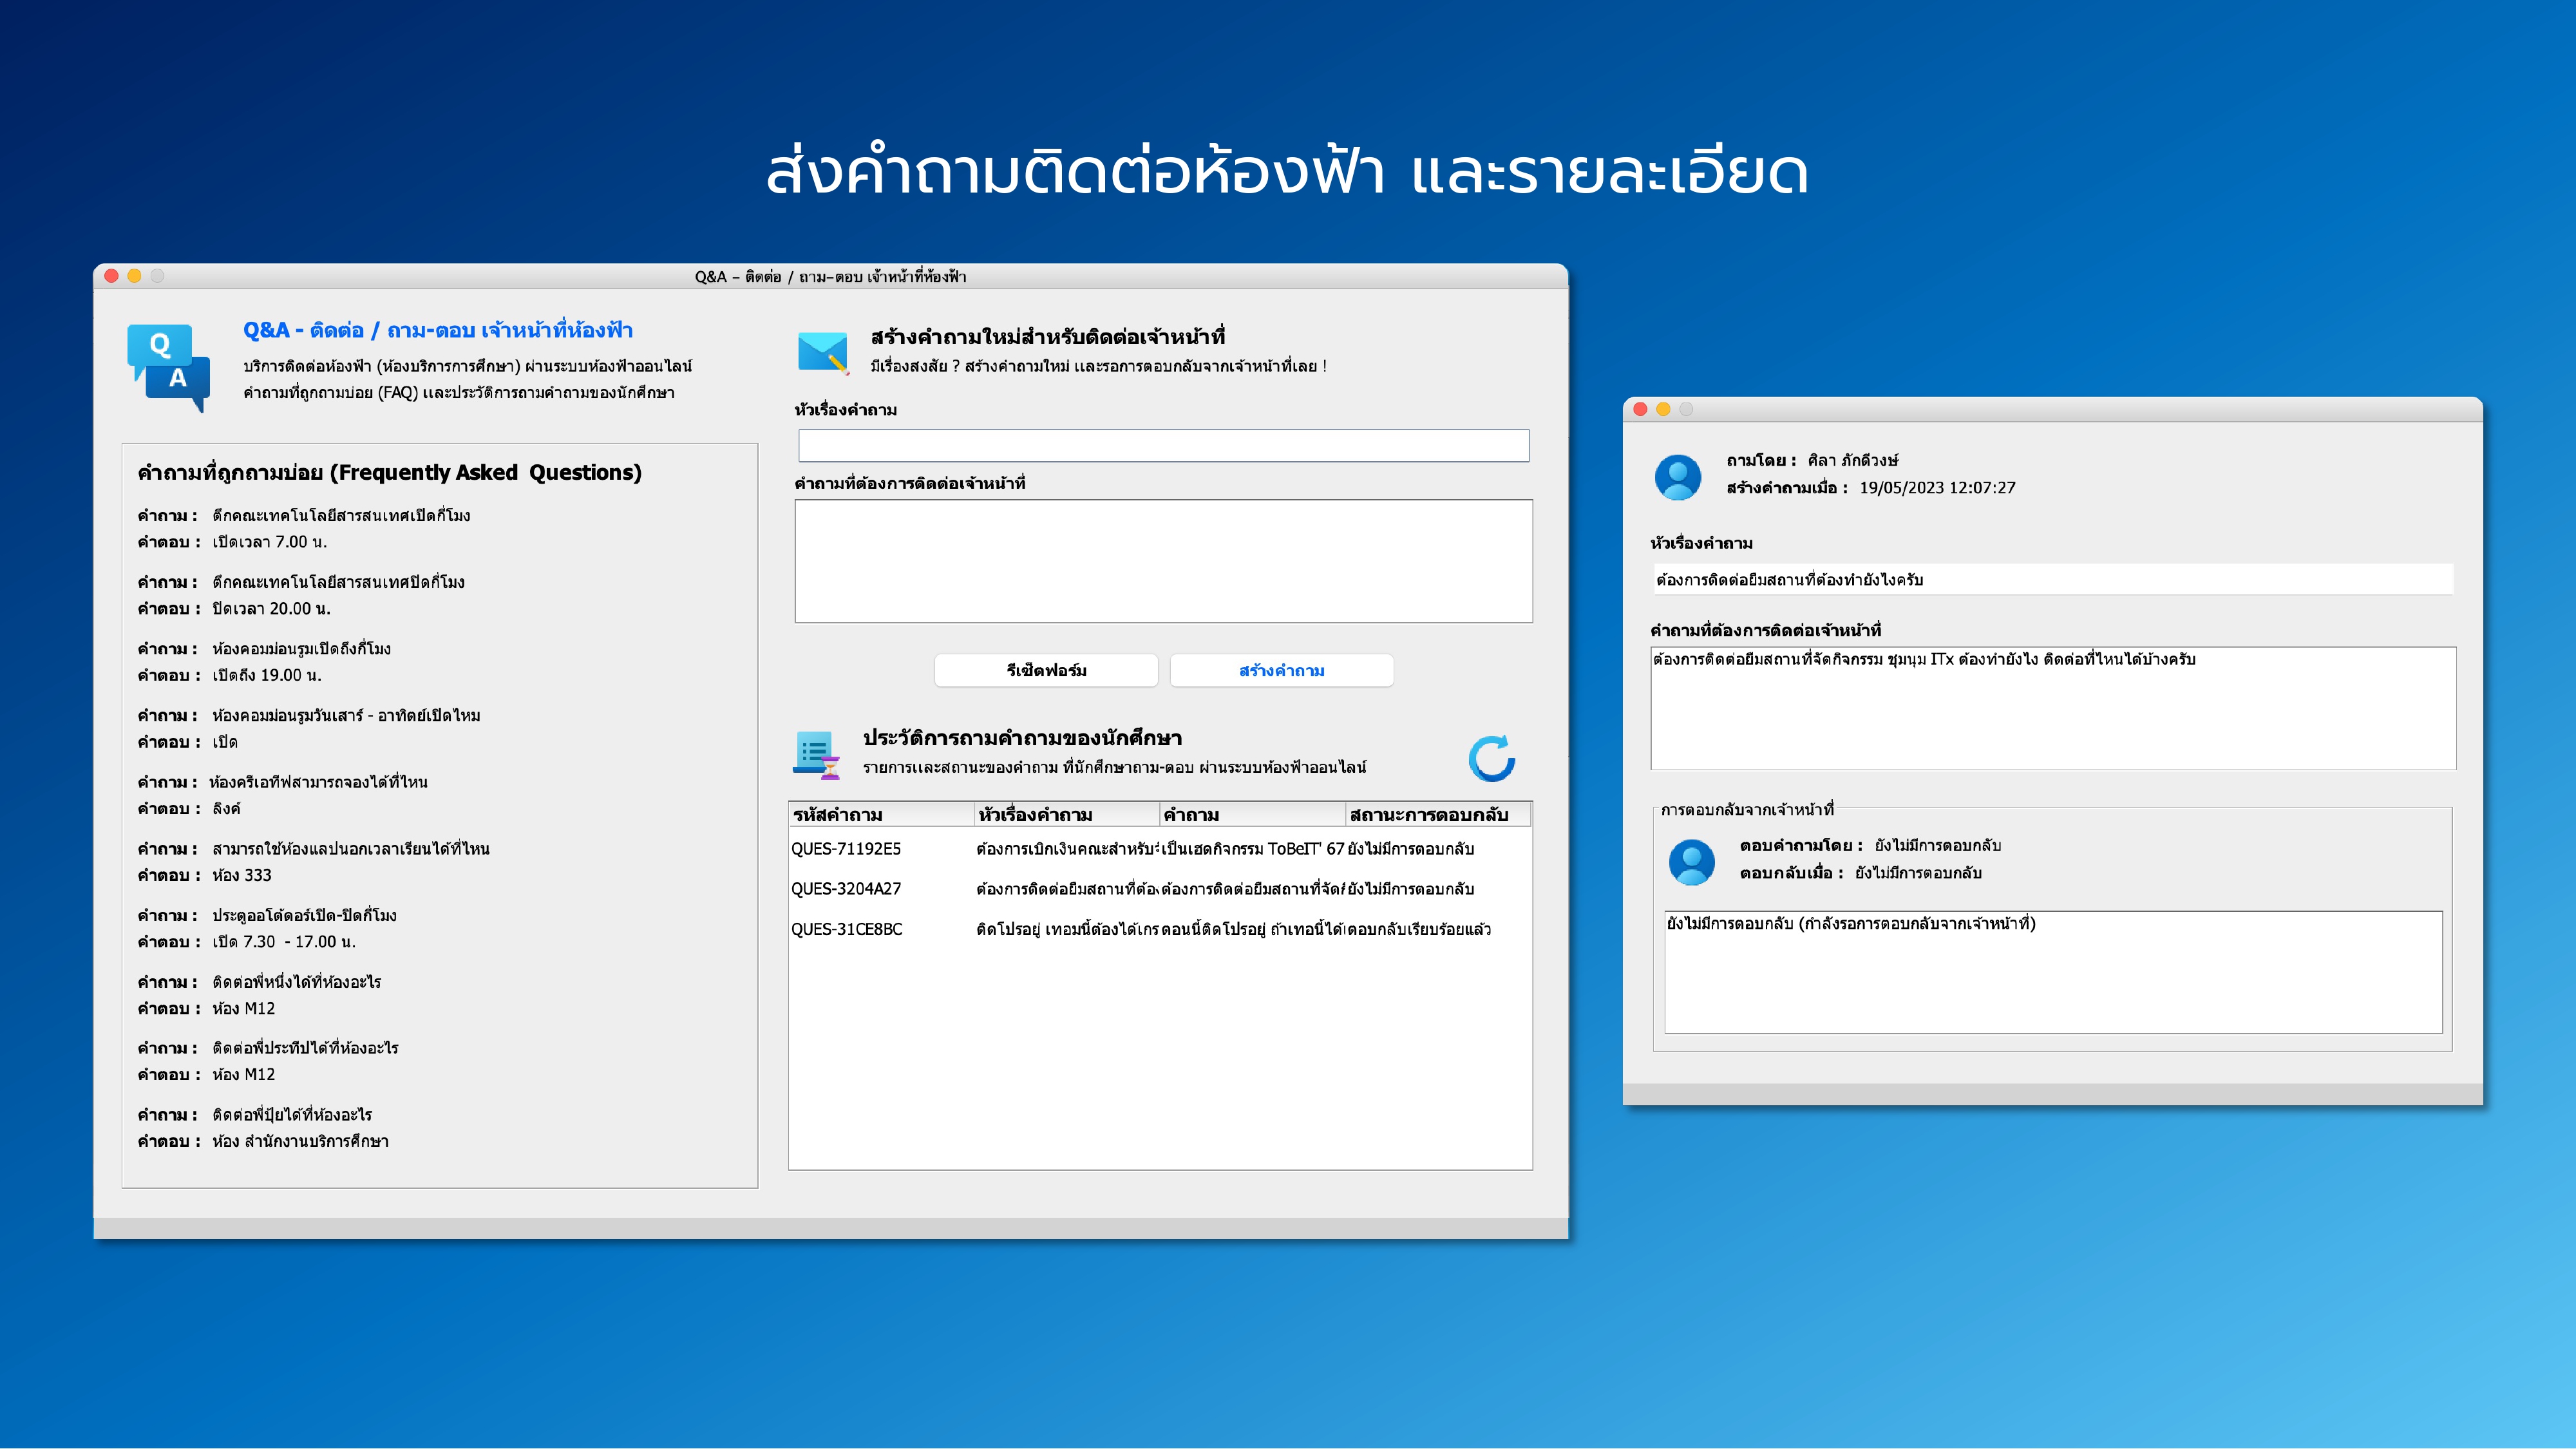 ส่งคำถามติดต่อห้องฟ้า และรายละเอียด
Q&A – ติดต่อ / ถาม-ตอบ เจ้าหน้าที่ห้องฟ้า
Q
A
Q&A - ติดต่อ / ถาม-ตอบ เจ้าหน้าที่ห้องฟ้า
บริการติดต่อห้องฟ้า (ห้องบริการการศึกษา) ผ่านระบบห้องฟ้าออนไลน์
คำถามที่ถูกถามบ่อย (FAQ) และประวัติการถามคำถามของนักศึกษา
คำถามที่ถูกถามบ่อย (Frequently Asked Questions)
คำถาม : ตึกคณะเทคโนโลยีสารสนเทศเปิดกี่โมง
คำตอบ : เปิดเวลา 7.00 น.
คำถาม : ตึกคณะเทคโนโลยีสารสนเทศปิดกี่โมง
คำตอบ : ปิดเวลา 20.00 น.
คำถาม : ห้องคอมม่อนรูมเปิดถึงกี่โมง
คำตอบ : เปิดถึง 19.00 น.
คำถาม : ห้องคอมม่อนรูมวันเสาร์ - อาทิตย์เปิดไหม
คำตอบ : เปิด
คำถาม : ห้องครีเอทีฟสามารถจองได้ที่ไหน
คำตอบ : ลิงค์
คำถาม : สามารถใช้ห้องแลปนอกเวลาเรียนได้ที่ไหน
คำตอบ : ห้อง 333
คำถาม : ประตูออโต้ดอร์เปิด-ปิดกี่โมง
คำตอบ : เปิด 7.30 - 17.00 น.
คำถาม : ติดต่อพี่หนึ่งได้ที่ห้องอะไร
คำตอบ : ห้อง M12
คำถาม : ติดต่อพี่ประทีปได้ที่ห้องอะไร
คำตอบ : ห้อง M12
คำถาม : ติดต่อพี่ปุ้ยได้ที่ห้องอะไร
คำตอบ : ห้อง สำนักงานบริการศึกษา
สร้างคำถามใหม่สำหรับติดต่อเจ้าหน้าที่
มีเรื่องสงสัย ? สร้างคำถามใหม่ และรอการตอบกลับจากเจ้าหน้าที่เลย !
หัวเรื่องคำถาม
คำถามที่ต้องการติดต่อเจ้าหน้าที่
รีเซ็ตฟอร์ม สร้างคำถาม
ประวัติการถามคำถามของนักศึกษา
รายการและสถานะของคำถาม ที่นักศึกษาถาม-ตอบ ผ่านระบบห้องฟ้าออนไลน์
รหัสคำถาม หัวเรื่องคำถาม คำถาม สถานะการตอบกลับ
QUES-71192E5 ต้องการเบิกเงินคณะสำหรับ เป็นเฮดกิจกรรม ToBeIT' 67 ยังไม่มีการตอบกลับ
QUES-3204A27 ต้องการติดต่อยืมสถานที่ต้อง ต้องการติดต่อยืมสถานที่จัด ยังไม่มีการตอบกลับ
QUES-31CE8BC ติดโปรอยู่ เทอมนี้ต้องได้เกร ตอนนี้ติดโปรอยู่ ถ้าเทอนี้ได้ ตอบกลับเรียบร้อยแล้ว
ถามโดย : ศิลา ภักดีวงษ์
สร้างคำถามเมื่อ : 19/05/2023 12:07:27
หัวเรื่องคำถาม
ต้องการติดต่อยืมสถานที่ต้องทำยังไงครับ
คำถามที่ต้องการติดต่อเจ้าหน้าที่
ต้องการติดต่อยืมสถานที่จัดกิจกรรม ชุมนุม ITx ต้องทำยังไง ติดต่อที่ไหนได้บ้างครับ
การตอบกลับจากเจ้าหน้าที่
ตอบคำถามโดย : ยังไม่มีการตอบกลับ
ตอบกลับเมื่อ : ยังไม่มีการตอบกลับ
ยังไม่มีการตอบกลับ (กำลังรอการตอบกลับจากเจ้าหน้าที่)